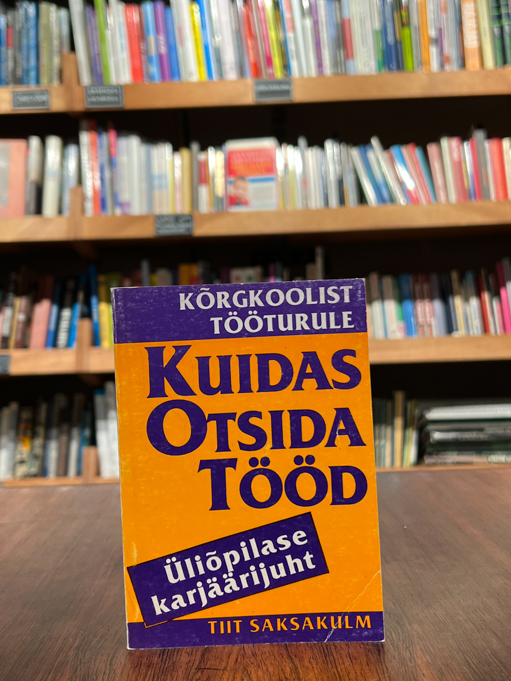 KÕRGKOOLIST
TÖÖTURULE
KUIDAS
OTSIDA
TÖÖD
Üliõpilase
karjäärijuht
TIIT SAKSAKULM